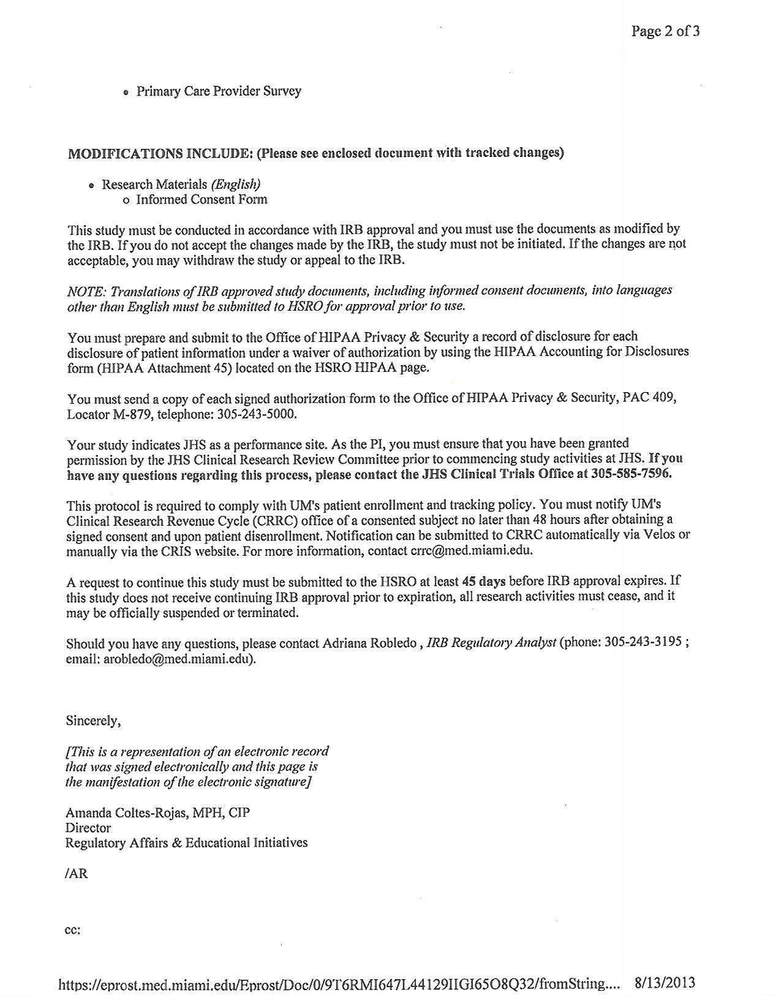 Page 2 of 3
• Primary Care Provider Survey
MODIFICATIONS INCLUDE: (Please see enclosed document with tracked changes)
• Research Materials (English)
o Informed Consent Form
This study must be conducted in accordance with IRB approval and you must use the documents as modified by
the IRB. If you do not accept the changes made by the IRB, the study must not be initiated. If the changes are not
acceptable, you may withdraw the study or appeal to the IRB.
NOTE: Translations of IRB approved study documents, including informed consent documents, into languages
other than English must be submitted to HSRO for approval prior to use.
You must prepare and submit to the Office of HIPAA Privacy & Security a record of disclosure for each
disclosure of patient information under a waiver of authorization by using the HIPAA Accounting for Disclosures
form (HIPAA Attachment 45) located on the HSRO HIPAA page.
You must send a copy of each signed authorization form to the Office of HIPAA Privacy & Security, PAC 409,
Locator M-879, telephone: 305-243-5000.
Your study indicates JHS as a performance site. As the PI, you must ensure that you have been granted
permission by the JHS Clinical Research Review Committee prior to commencing study activities at JHS. If you
have any questions regarding this process, please contact the JHS Clinical Trials Office at 305-585-7596.
This protocol is required to comply with UM's patient enrollment and tracking policy. You must notify UM's
Clinical Research Revenue Cycle (CRRC) office of a consented subject no later than 48 hours after obtaining a
signed consent and upon patient disenrollment. Notification can be submitted to CRRC automatically via Velos or
manually via the CRIS website. For more information, contact crrc@med.miami.edu.
A request to continue this study must be submitted to the HSRO at least 45 days before IRB approval expires. If
this study does not receive continuing IRB approval prior to expiration, all research activities must cease, and it
may be officially suspended or terminated.
Should you have any questions, please contact Adriana Robledo , IRB Regulatory Analyst (phone: 305-243-3195 ;
email: arobledo@med.miami.edu).
Sincerely,
[This is a representation of an electronic record
that was signed electronically and this page is
the manifestation of the electronic signature]
Amanda Coltes-Rojas, MPH, CIP
Director
Regulatory Affairs & Educational Initiatives
/AR
cc:
https://eprost.med.miami.edu/Eprost/Doc/0/9T6RMI647L44129IIGI65O8Q32/fromString.... 8/13/2013